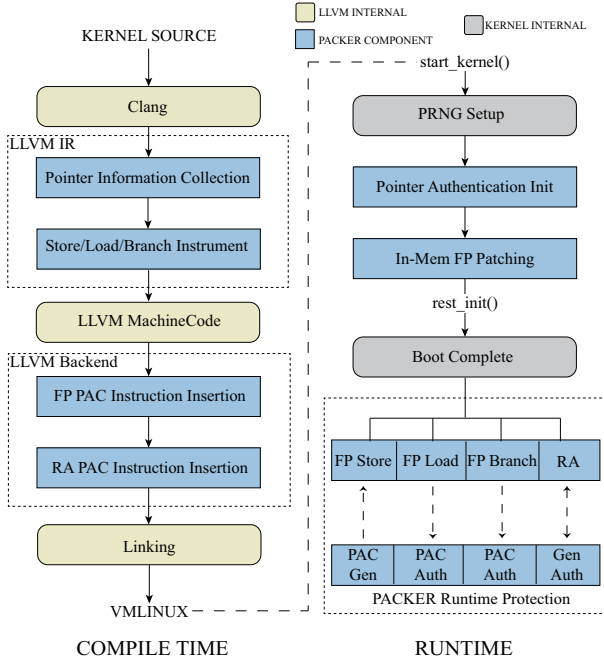 LLVM INTERNAL
PACKER COMPONENT
KERNEL INTERNAL
KERNEL SOURCE
Clang
LLVM IR
Pointer Information Collection
Store/Load/Branch Instrument
LLVM MachineCode
LLVM Backend
FP PAC Instruction Insertion
RA PAC Instruction Insertion
Linking
VMLINUX
COMPILE TIME
start_kernel()
PRNG Setup
Pointer Authentication Init
In-Mem FP Patching
rest_init()
Boot Complete
FP Store
FP Load
FP Branch
RA
PAC
Gen
PAC
Auth
PAC
Auth
Gen
Auth
PACKER Runtime Protection
RUNTIME